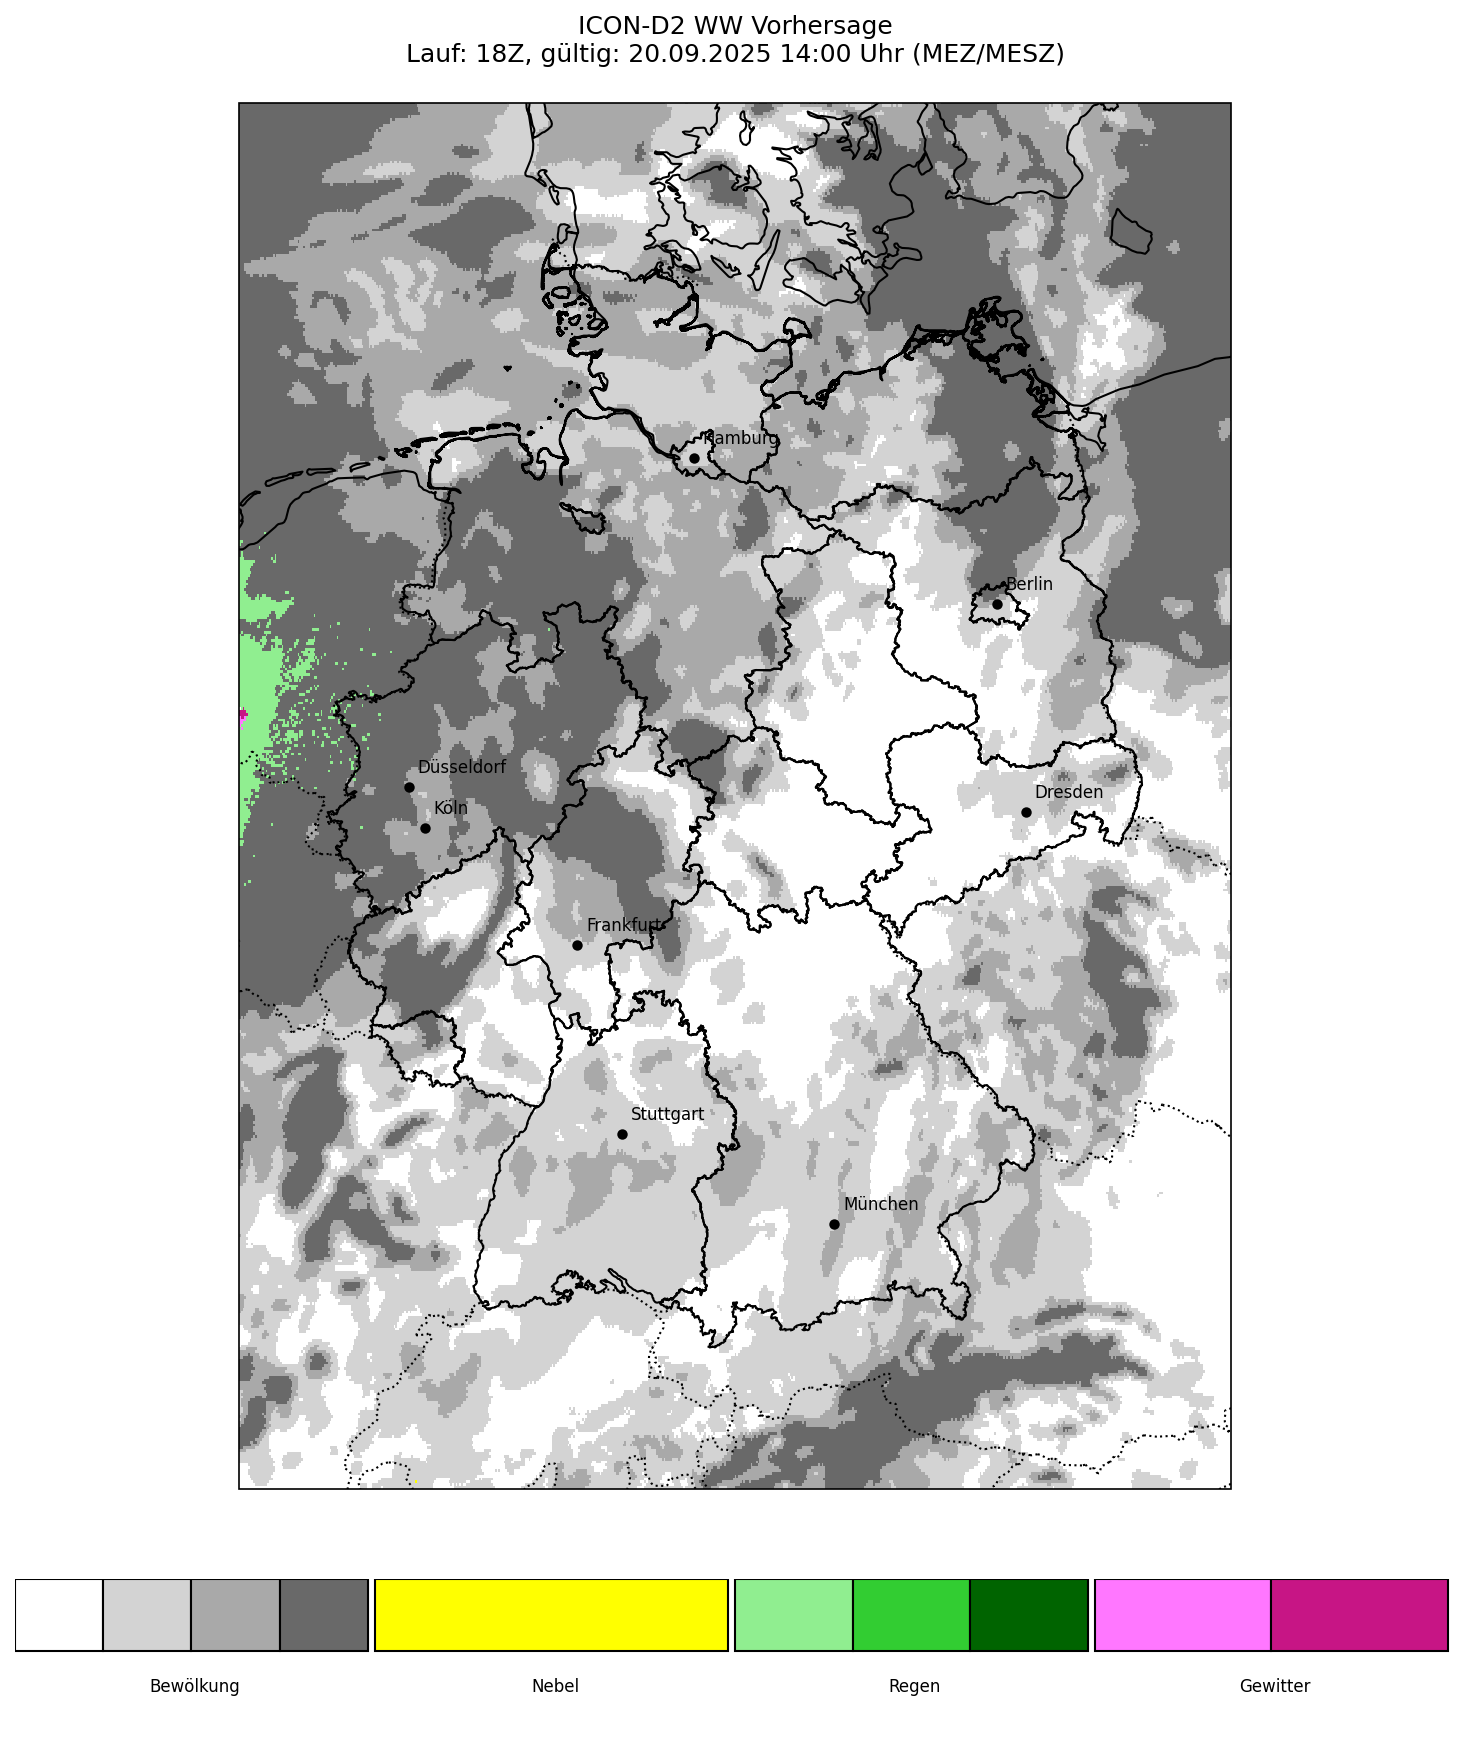 ICON-D2 WW Vorhersage
Lauf: 18Z, gültig: 20.09.2025 14:00 Uhr (MEZ/MESZ)
Hamburg
Berlin
Düsseldorf
Dresden
Köln
Frankfurt
Stuttgart
München
Bewölkung
Nebel
Regen
Gewitter